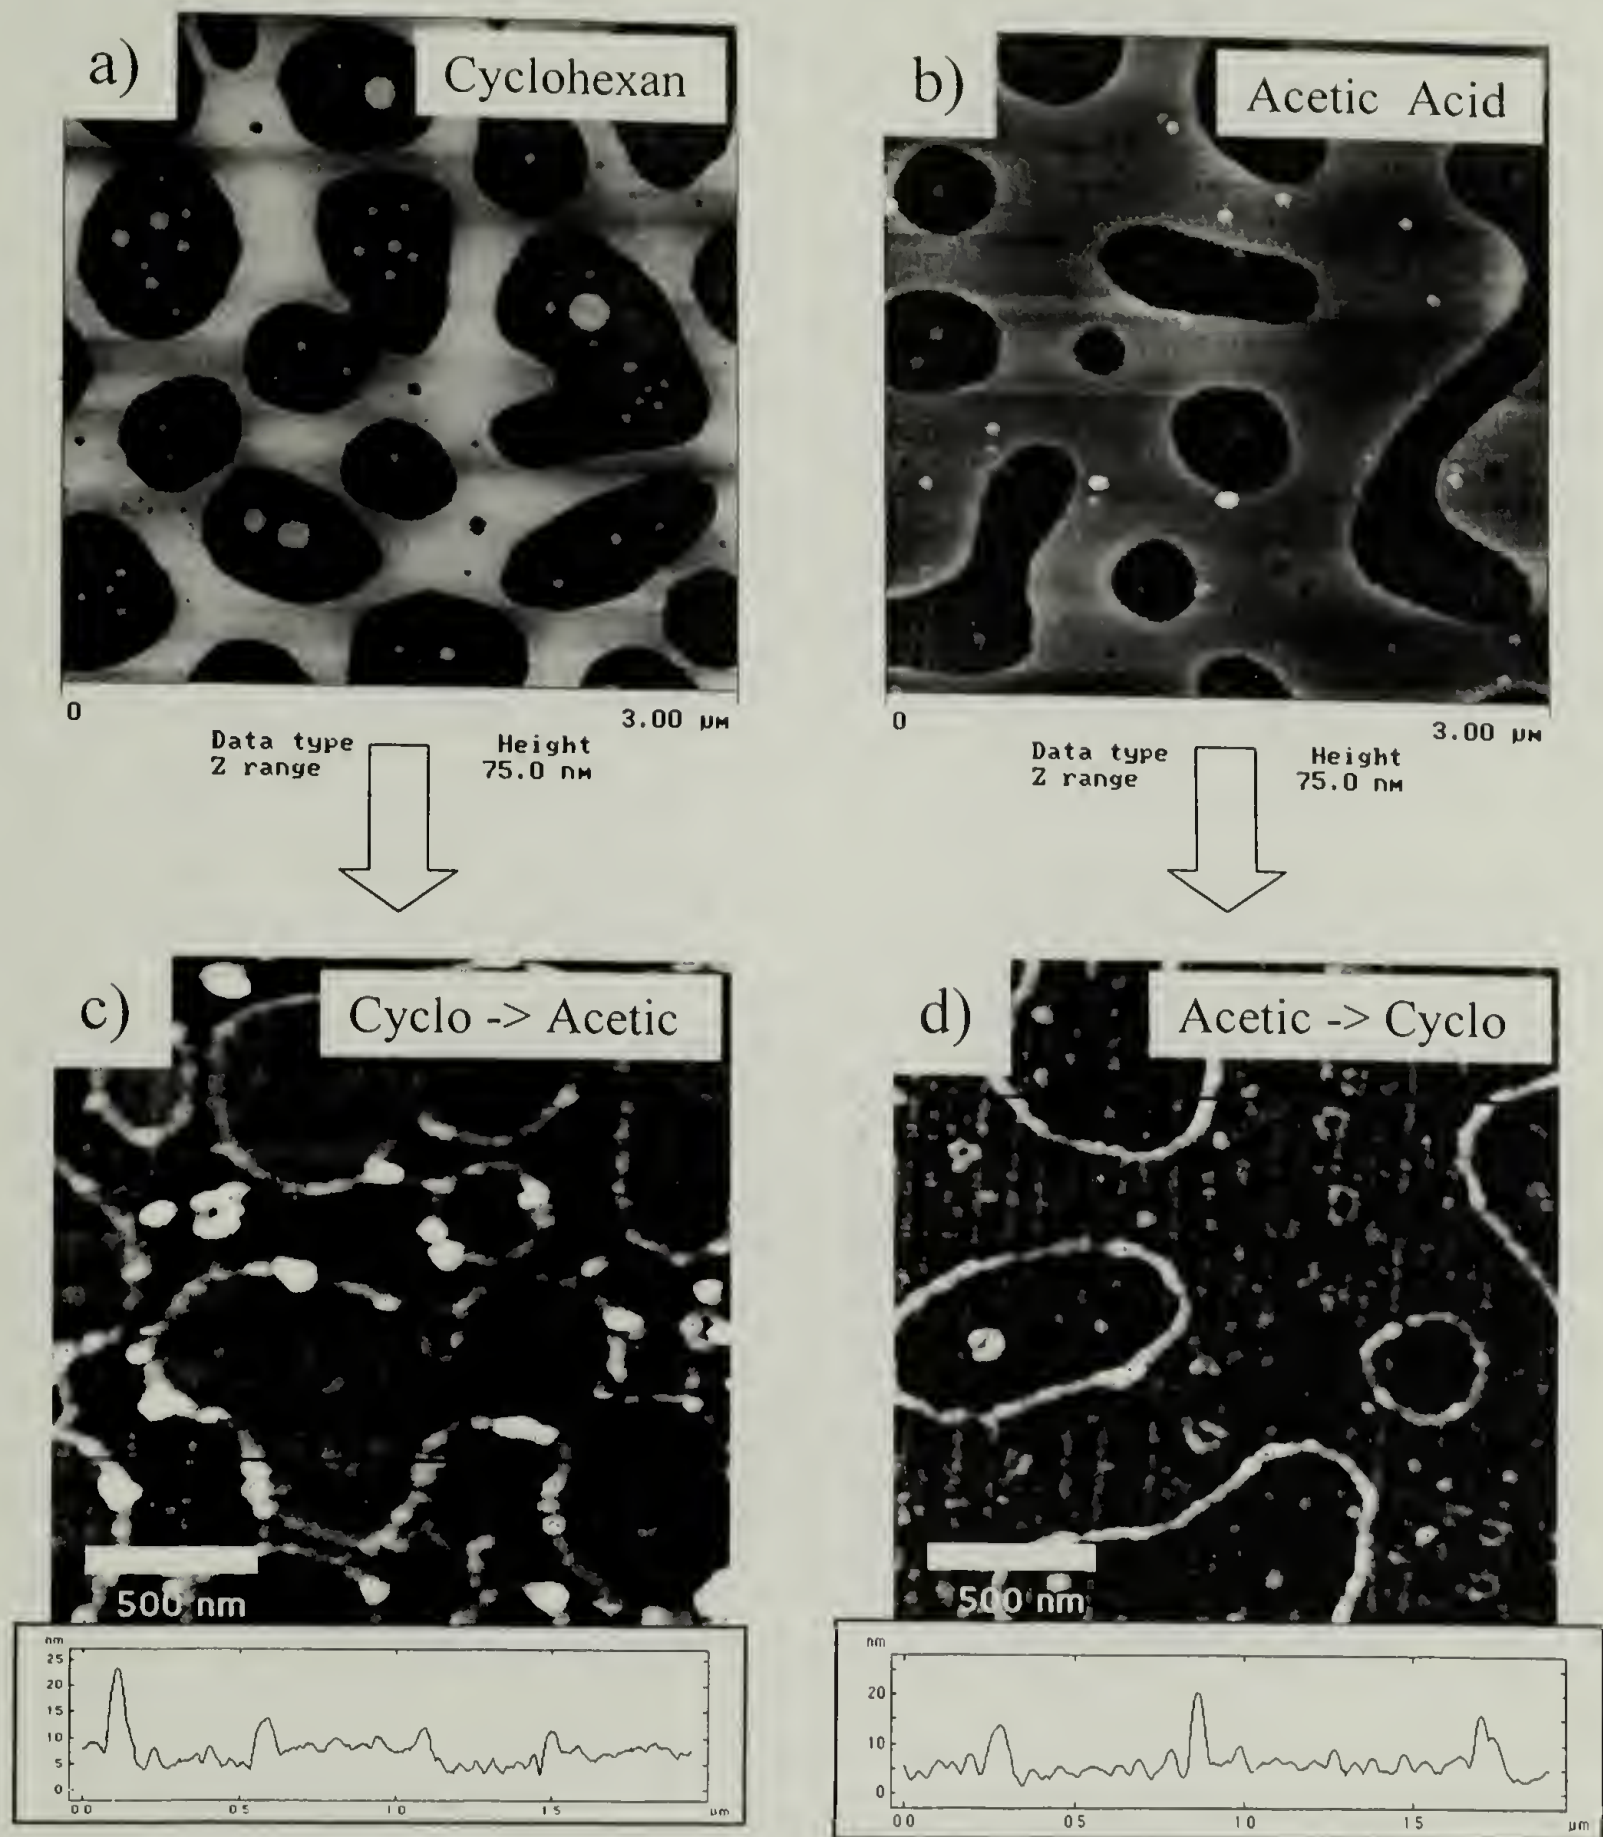 a)
Cyclohexan
b)
Acetic Acid
0
3.00 µM
Data type Height
Z range 75.0 nM
0
3.00 µM
Data type Height
Z range 75.0 nM
c)
Cyclo -> Acetic
d)
Acetic -> Cyclo
500 nm
500 nm
nm
25
20
15
10
5
0
0.0 0.5 1.0 1.5 µm
nm
20
10
0
0.0 0.5 1.0 1.5 µm